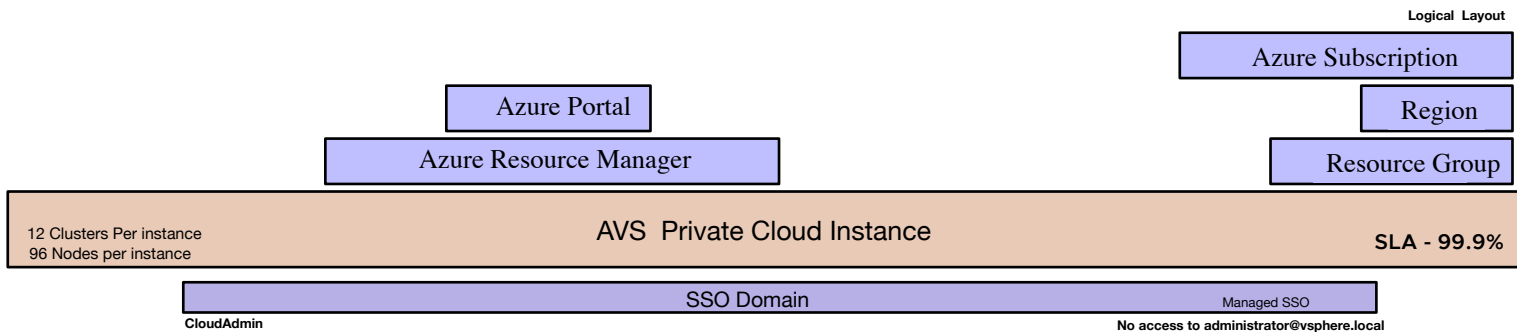 Logical Layout
Azure Subscription
Azure Portal
Region
Azure Resource Manager
Resource Group
AVS Private Cloud Instance
12 Clusters Per instance
96 Nodes per instance
SLA - 99.9%
SSO Domain
Managed SSO
CloudAdmin
No access to administrator@vsphere.local